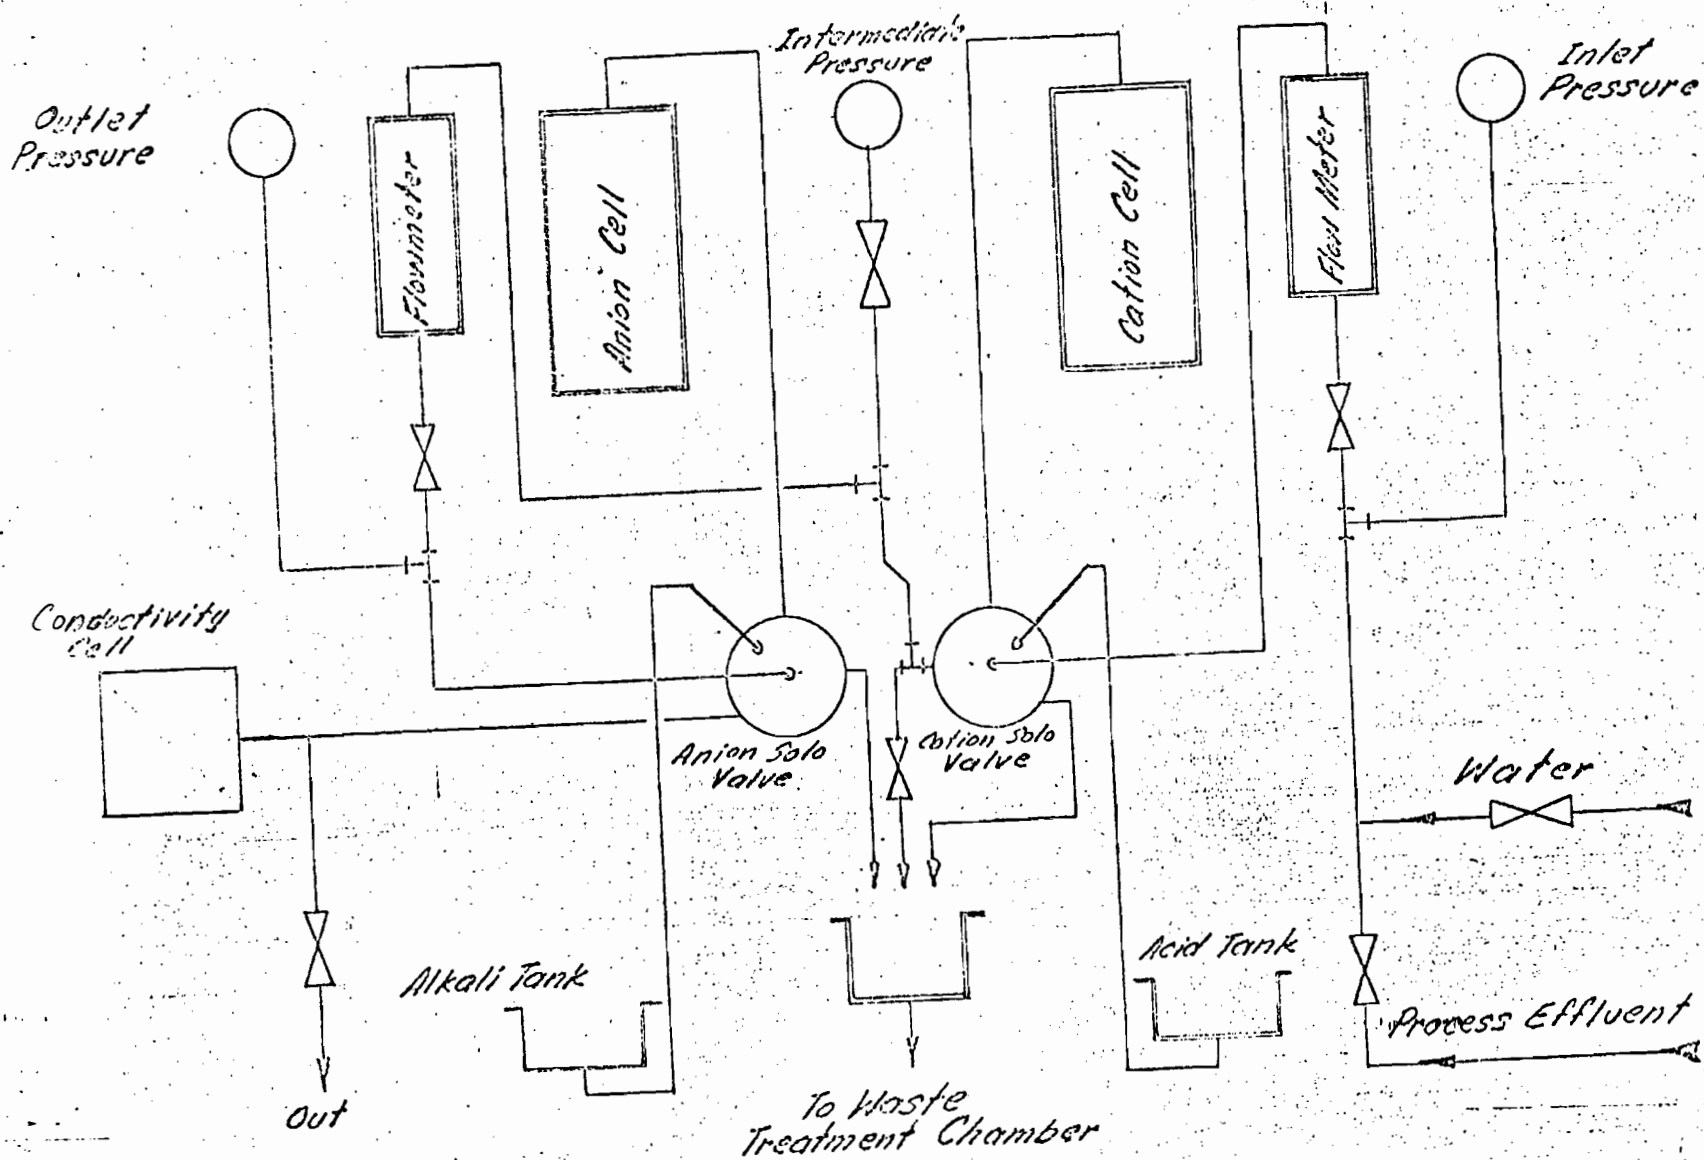 Intermediate
Pressure
Inlet
Pressure
Outlet
Pressure
Flowmeter
Anion Cell
Cation Cell
Flow Meter
Conductivity
Cell
Anion Solo
Valve
Cation Solo
Valve
Water
Alkali Tank
Acid Tank
Process Effluent
Out
To Waste
Treatment Chamber